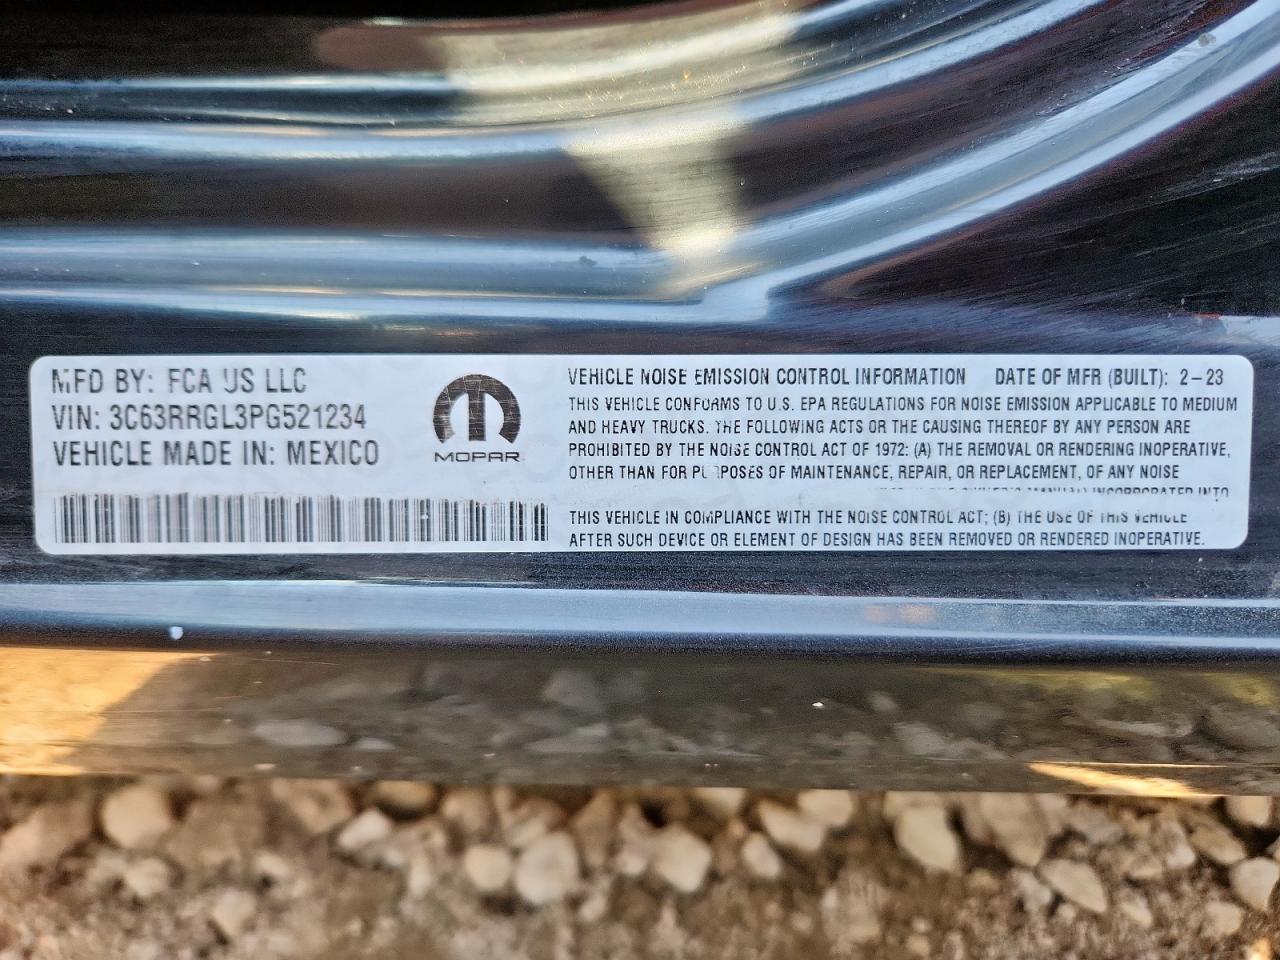 MFD BY: FCA US LLC
VIN: 3C63RRGL3PG521234
VEHICLE MADE IN: MEXICO
MOPAR
VEHICLE NOISE EMISSION CONTROL INFORMATION DATE OF MFR (BUILT): 2-23
THIS VEHICLE CONFORMS TO U.S. EPA REGULATIONS FOR NOISE EMISSION APPLICABLE TO MEDIUM
AND HEAVY TRUCKS. THE FOLLOWING ACTS OR THE CAUSING THEREOF BY ANY PERSON ARE
PROHIBITED BY THE NOISE CONTROL ACT OF 1972: (A) THE REMOVAL OR RENDERING INOPERATIVE,
OTHER THAN FOR PURPOSES OF MAINTENANCE, REPAIR, OR REPLACEMENT, OF ANY NOISE
OWNER'S MANUAL) INCORPORATED INTO
THIS VEHICLE IN COMPLIANCE WITH THE NOISE CONTROL ACT; (B) THE USE OF THIS VEHICLE
AFTER SUCH DEVICE OR ELEMENT OF DESIGN HAS BEEN REMOVED OR RENDERED INOPERATIVE.